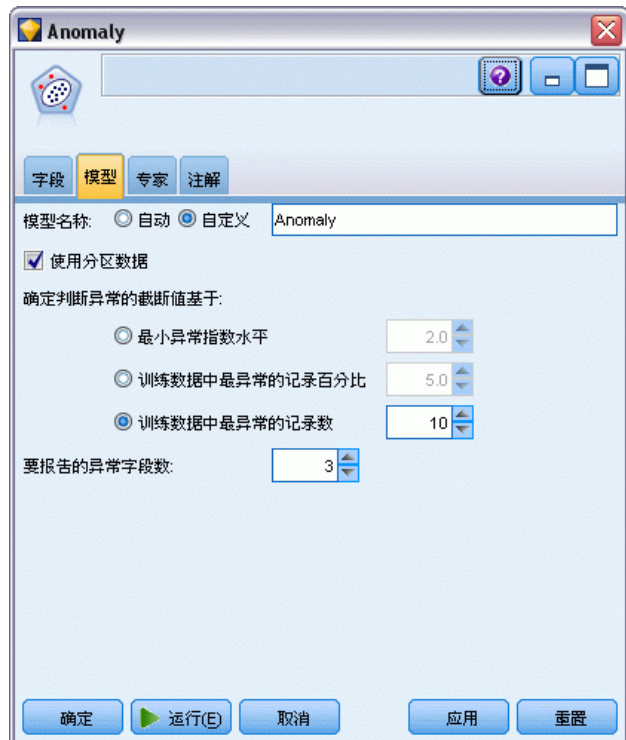 Anomaly
字段 模型 专家 注解
模型名称: 自动 自定义 Anomaly
使用分区数据
确定判断异常的截断值基于:
最小异常指数水平 2.0
训练数据中最异常的记录百分比 5.0
训练数据中最异常的记录数 10
要报告的异常字段数: 3
确定 运行(E) 取消 应用 重置